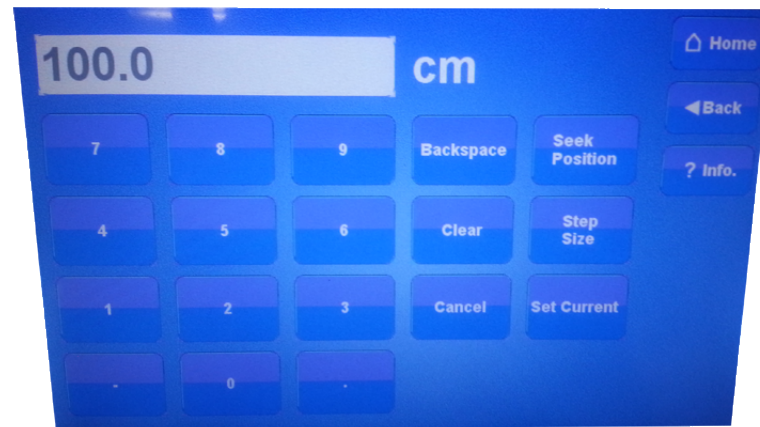 100.0 cm
Home
Back
? Info.
7 8 9 Backspace Seek Position
4 5 6 Clear Step Size
1 2 3 Cancel Set Current
- 0 .